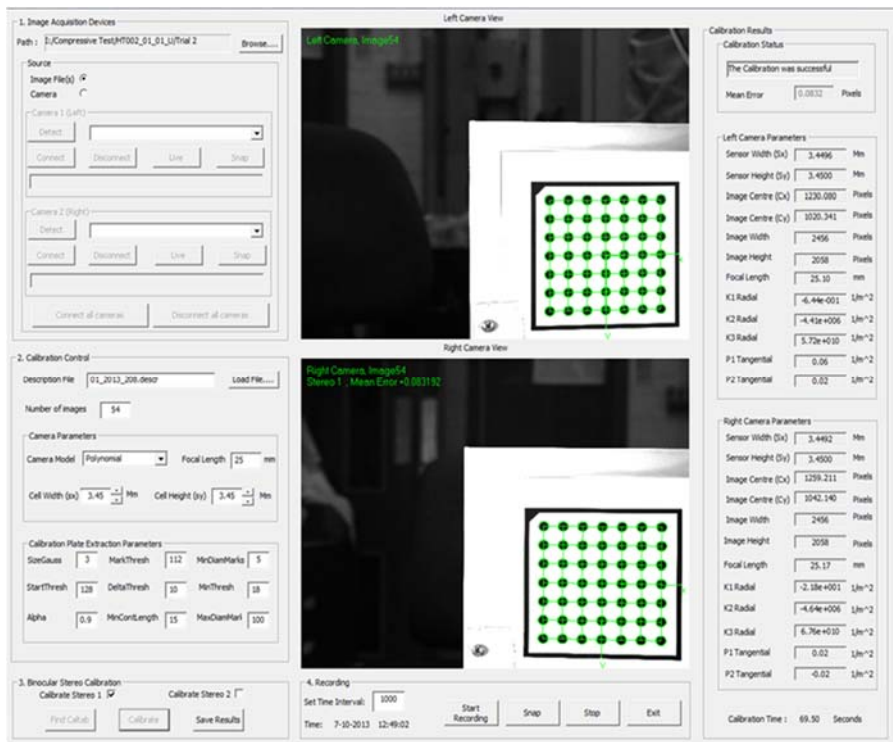 1. Image Acquisition Devices
Path : I:/Compressive Test/HT002_01_01_U/Trial 2 Browse....
Source
Image File(s)
Camera
Camera 1 (Left)
Detect
Connect Disconnect Live Snap
Camera 2 (Right)
Detect
Connect Disconnect Live Snap
Connect all cameras Disconnect all cameras
2. Calibration Control
Description File 01_2013_208.descr Load File....
Number of images 54
Camera Parameters
Camera Model Polynomial Focal Length 25 mm
Cell Width (sx) 3.45 Mm Cell Height (sy) 3.45 Mm
Calibration Plate Extraction Parameters
SizeGauss 3 MarkThresh 112 MinDiamMarks 5
StartThresh 128 DeltaThresh 10 MinThresh 18
Alpha 0.9 MinContLength 15 MaxDiamMarl 100
3. Binocular Stereo Calibration
Calibrate Stereo 1 Calibrate Stereo 2
Find Caltab Calibrate Save Results
Left Camera View
Left Camera, Image54
Right Camera View
Right Camera, Image54
Stereo 1 , Mean Error +0.083192
4. Recording
Set Time Interval: 1000
Time: 7-10-2013 12:49:02
Start Recording Snap Stop Exit
Calibration Results
Calibration Status
The Calibration was successful
Mean Error 0.0832 Pixels
Left Camera Parameters
Sensor Width (Sx) 3.4496 Mm
Sensor Height (Sy) 3.4500 Mm
Image Centre (Cx) 1230.080 Pixels
Image Centre (Cy) 1020.341 Pixels
Image Width 2456 Pixels
Image Height 2058 Pixels
Focal Length 25.10 mm
K1 Radial -6.44e-001 1/m^2
K2 Radial -4.41e+006 1/m^2
K3 Radial 5.72e+010 1/m^2
P1 Tangential 0.06 1/m^2
P2 Tangential 0.02 1/m^2
Right Camera Parameters
Sensor Width (Sx) 3.4492 Mm
Sensor Height (Sy) 3.4500 Mm
Image Centre (Cx) 1259.211 Pixels
Image Centre (Cy) 1042.140 Pixels
Image Width 2456 Pixels
Image Height 2058 Pixels
Focal Length 25.17 mm
K1 Radial -2.18e+001 1/m^2
K2 Radial -4.64e+006 1/m^2
K3 Radial 6.76e+010 1/m^2
P1 Tangential 0.02 1/m^2
P2 Tangential -0.02 1/m^2
Calibration Time : 69.50 Seconds